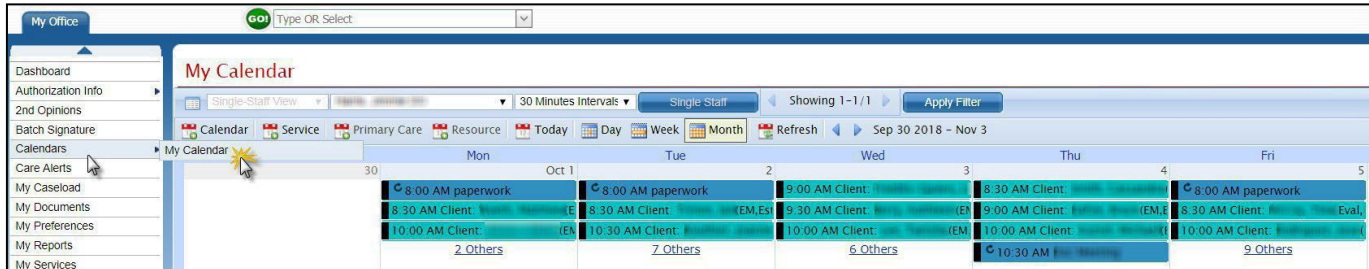 My Office
GO! Type OR Select
Dashboard
Authorization Info
2nd Opinions
Batch Signature
Calendars
Care Alerts
My Caseload
My Documents
My Preferences
My Reports
My Services
My Calendar
My Calendar
Single-Staff View 30 Minutes Intervals Single Staff Showing 1-1/1 Apply Filter
Calendar Service Primary Care Resource Today Day Week Month Refresh Sep 30 2018 - Nov 3
Mon Tue Wed Thu Fri
30 Oct 1 2 3 4 5
8:00 AM paperwork 8:00 AM paperwork 9:00 AM Client: 8:30 AM Client: 8:00 AM paperwork
8:30 AM Client: (E 8:30 AM Client: (EM,Est 9:30 AM Client: (EM 9:00 AM Client: (EM,E 8:30 AM Client: Eval,
10:00 AM Client: (EM 10:30 AM Client: 10:00 AM Client: (EM 10:00 AM Client: 10:00 AM Client:
2 Others 7 Others 6 Others 10:30 AM 9 Others